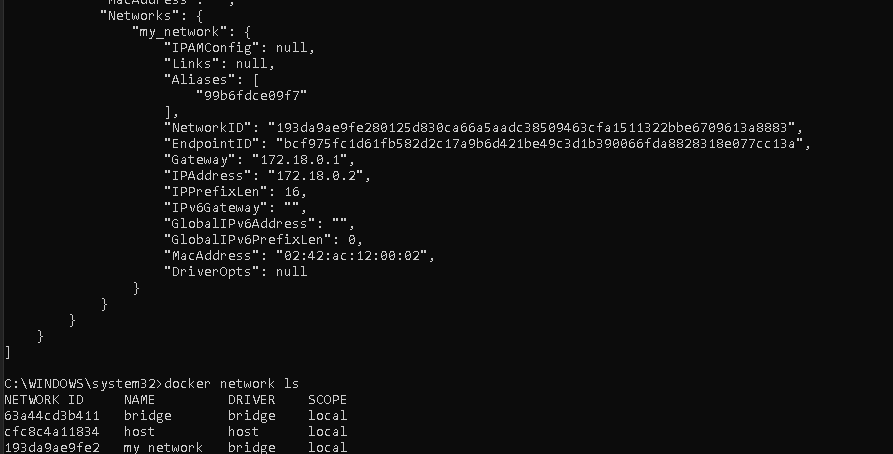 "MacAddress": "",
"Networks": {
"my_network": {
"IPAMConfig": null,
"Links": null,
"Aliases": [
"99b6fdce09f7"
],
"NetworkID": "193da9ae9fe280125d830ca66a5aadc38509463cfa1511322bbe6709613a8883",
"EndpointID": "bcf975fc1d61fb582d2c17a9b6d421be49c3d1b390066fda8828318e077cc13a",
"Gateway": "172.18.0.1",
"IPAddress": "172.18.0.2",
"IPPrefixLen": 16,
"IPv6Gateway": "",
"GlobalIPv6Address": "",
"GlobalIPv6PrefixLen": 0,
"MacAddress": "02:42:ac:12:00:02",
"DriverOpts": null
}
}
}
}
]
C:\WINDOWS\system32>docker network ls
NETWORK ID NAME DRIVER SCOPE
63a44cd3b411 bridge bridge local
cfc8c4a11834 host host local
193da9ae9fe2 my_network bridge local